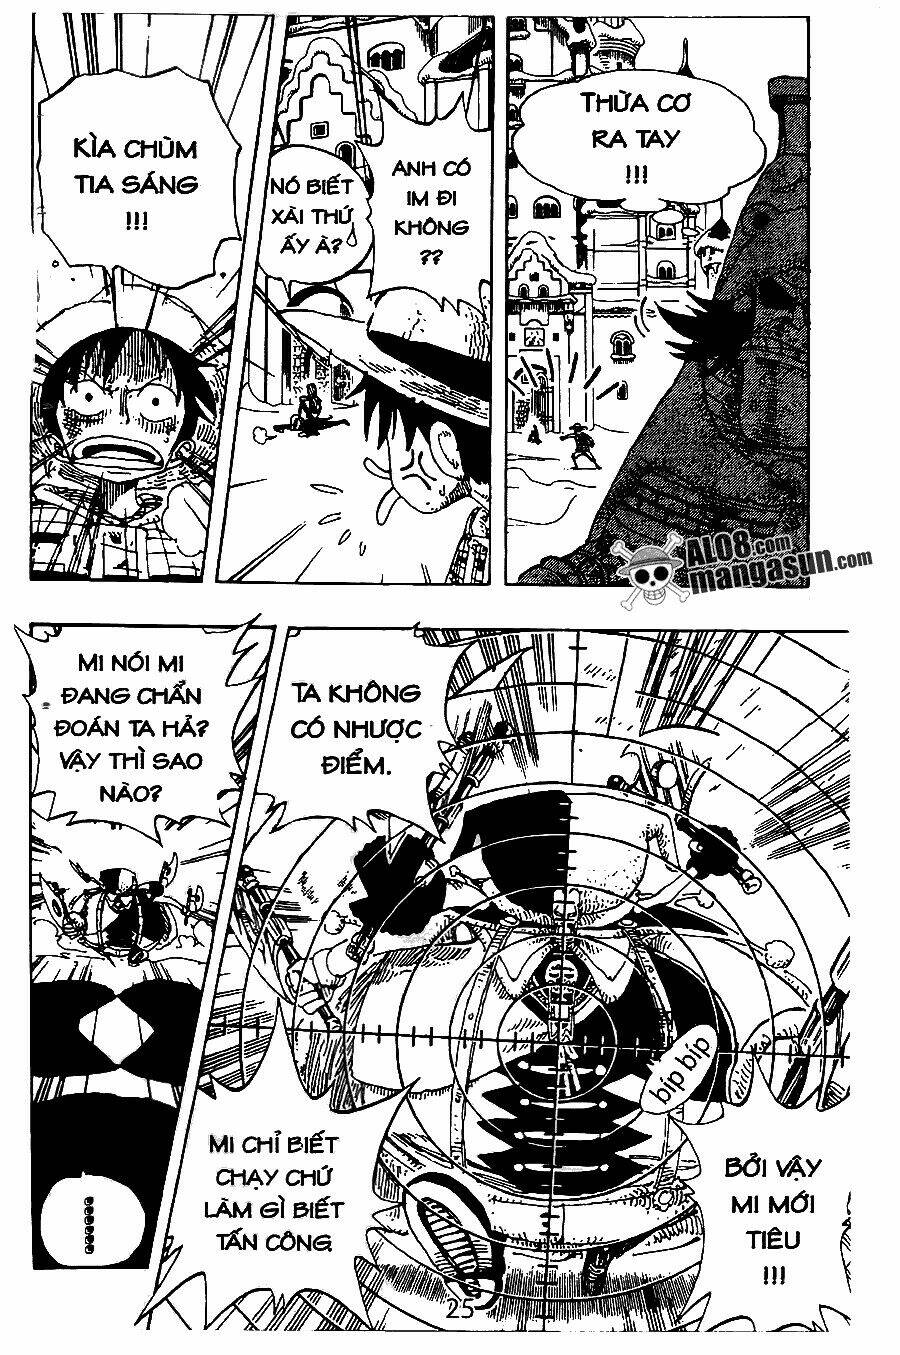 THỪA CƠ
RA TAY
!!!
ANH CÓ
IM ĐI
KHÔNG
??
NÓ BIẾT
XÀI THỨ
ẤY À?
KÌA CHÙM
TIA SÁNG
!!!
ALO8.com
mangasun.com
TA KHÔNG
CÓ NHƯỢC
ĐIỂM.
MI NÓI MI
ĐANG CHẨN
ĐOÁN TA HẢ?
VẬY THÌ SAO
NÀO?
bịp bíp
BỞI VẬY
MI MỚI
TIÊU
!!!
MI CHỈ BIẾT
CHẠY CHỨ
LÀM GÌ BIẾT
TẤN CÔNG.
25